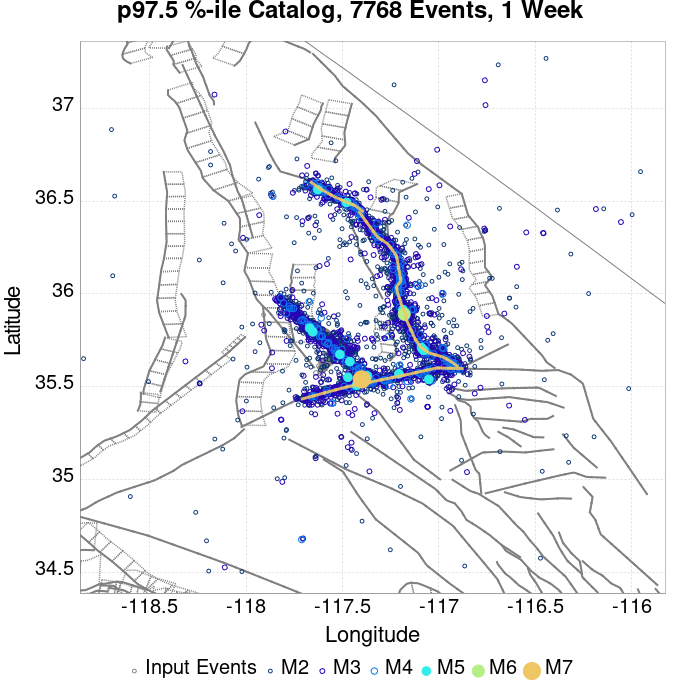 p97.5 %-ile Catalog, 7768 Events, 1 Week
37
36.5
36
35.5
35
34.5
Latitude
-118.5 -118 -117.5 -117 -116.5 -116
Longitude
Input Events M2 M3 M4 M5 M6 M7